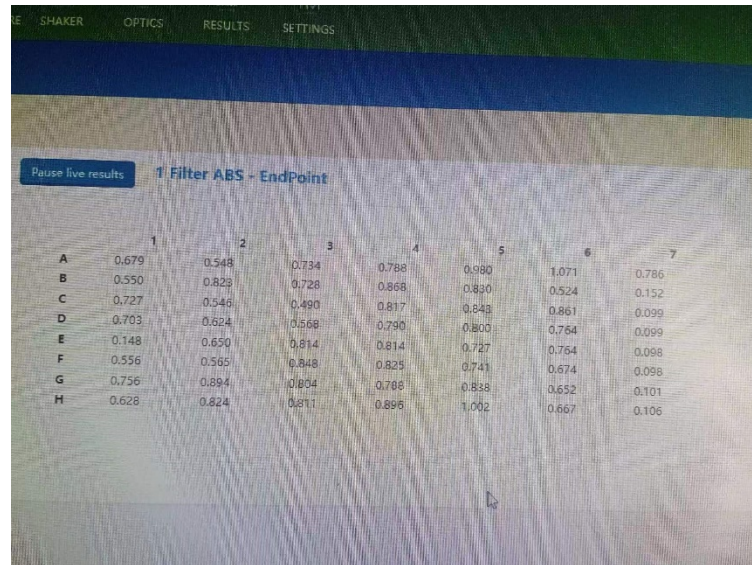 RE SHAKER OPTICS RESULTS SETTINGS
Pause live results 1 Filter ABS - EndPoint
1 2 3 4 5 6 7
A 0.679 0.548 0.734 0.788 0.980 1.071 0.786
B 0.550 0.823 0.728 0.868 0.830 0.524 0.152
C 0.727 0.546 0.490 0.817 0.843 0.861 0.099
D 0.703 0.624 0.568 0.790 0.800 0.764 0.099
E 0.148 0.650 0.814 0.814 0.727 0.764 0.098
F 0.556 0.565 0.848 0.825 0.741 0.674 0.098
G 0.756 0.894 0.804 0.788 0.838 0.652 0.101
H 0.628 0.824 0.811 0.896 1.002 0.667 0.106